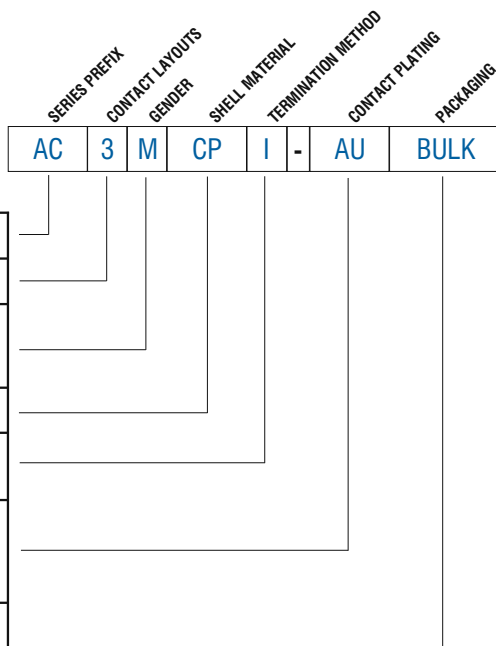 SERIES PREFIX
CONTACT LAYOUTS
GENDER
SHELL MATERIAL
TERMINATION METHOD
CONTACT PLATING
PACKAGING
AC 3 M CP I - AU BULK